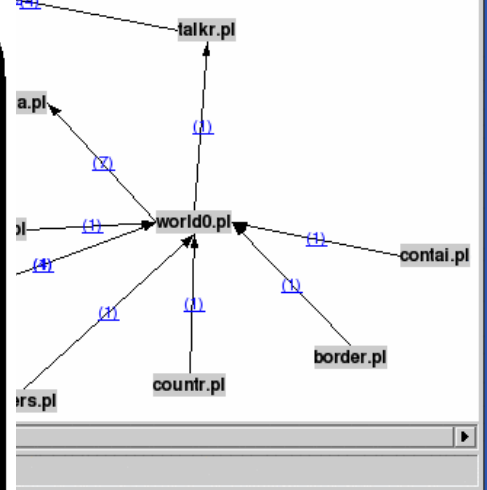 (4)
talkr.pl
a.pl
(1)
(7)
world0.pl
pl
(1)
(1)
contai.pl
(4)
(1)
(1)
(1)
border.pl
countr.pl
ers.pl